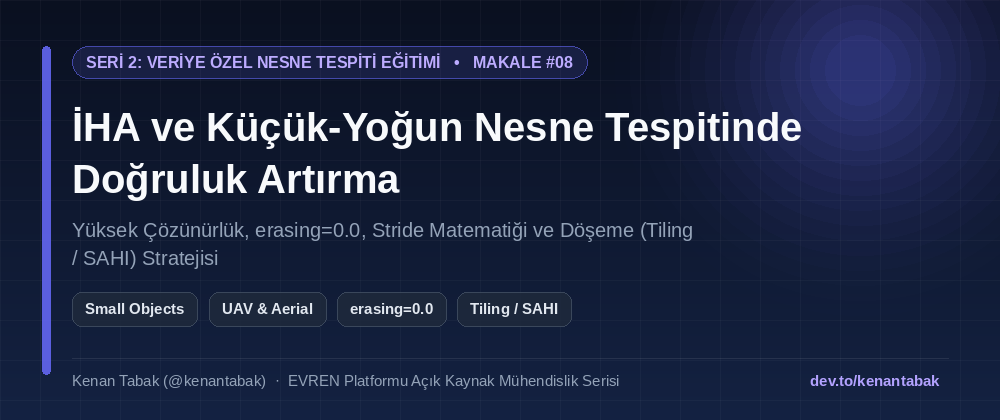 SERİ 2: VERİYE ÖZEL NESNE TESPİTİ EĞİTİMİ • MAKALE #08
İHA ve Küçük-Yoğun Nesne Tespitinde
Doğruluk Artırma
Yüksek Çözünürlük, erasing=0.0, Stride Matematiği ve Döşeme (Tiling
/ SAHI) Stratejisi
Small Objects UAV & Aerial erasing=0.0 Tiling / SAHI
Kenan Tabak (@kenantabak) · EVREN Platformu Açık Kaynak Mühendislik Serisi dev.to/kenantabak